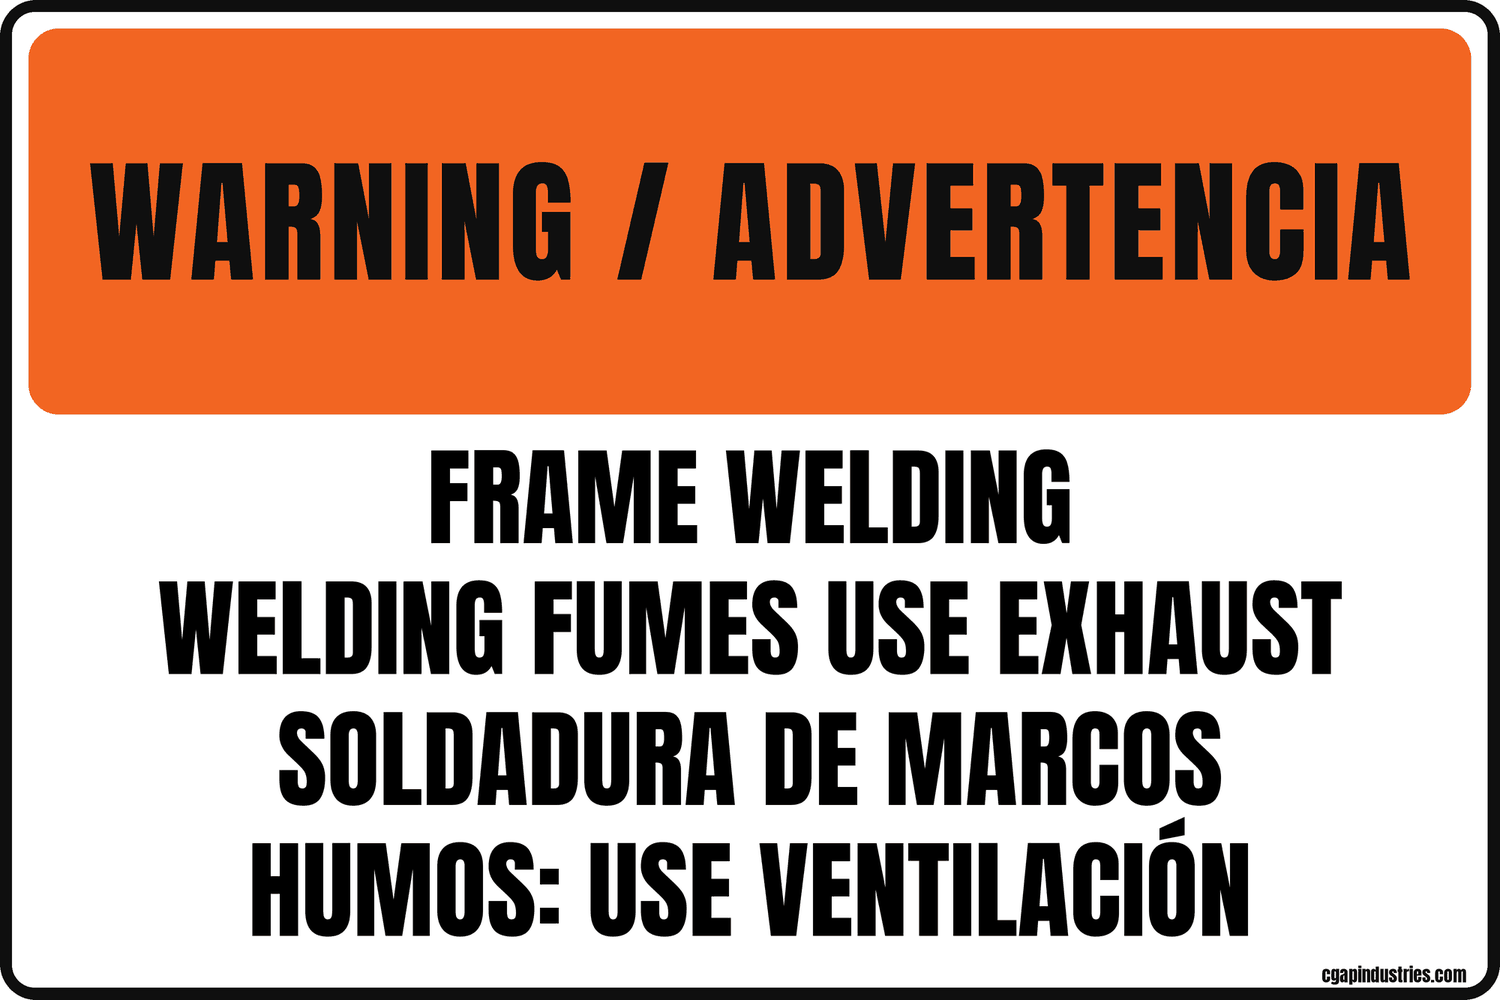 WARNING / ADVERTENCIA
FRAME WELDING
WELDING FUMES USE EXHAUST
SOLDADURA DE MARCOS
HUMOS: USE VENTILACIÓN
cgapindustries.com